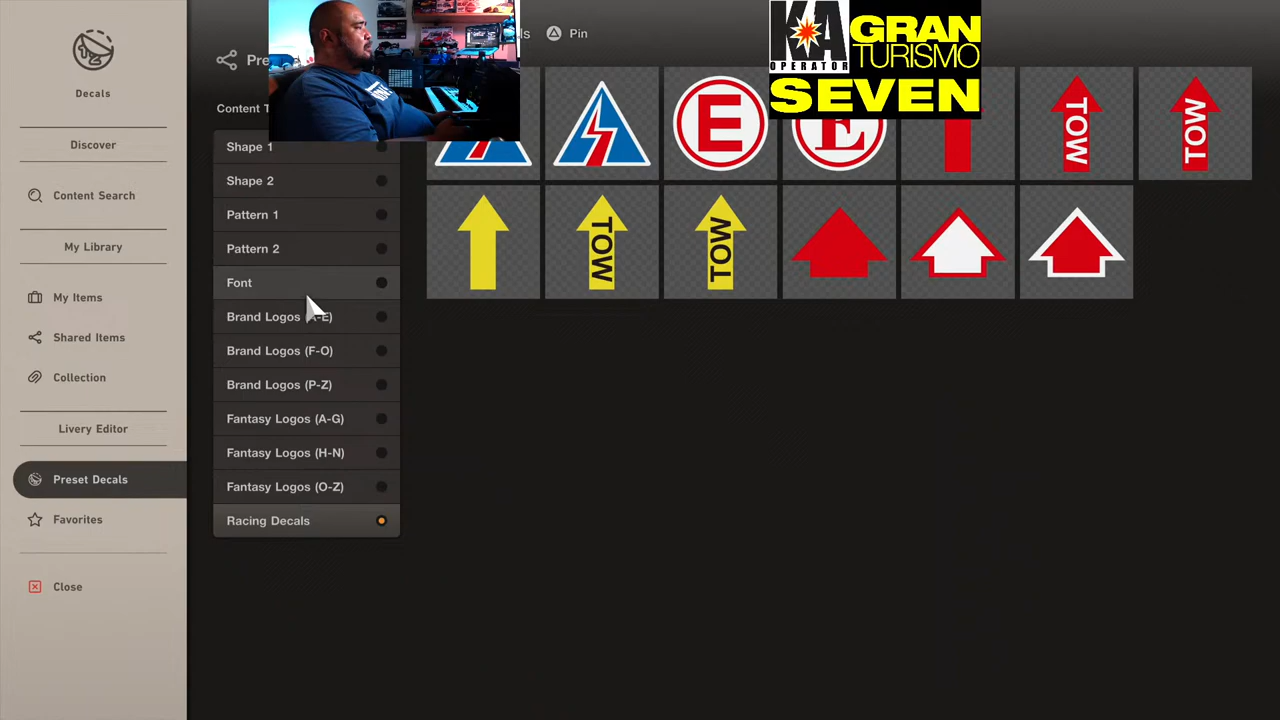 Decals
Discover
Content Search
My Library
My Items
Shared Items
Collection
Livery Editor
Preset Decals
Favorites
Close
Pin
KA
OPERATOR
GRAN
TURISMO
SEVEN
Shape 1
Shape 2
Pattern 1
Pattern 2
Font
Brand Logos
Brand Logos (F-O)
Brand Logos (P-Z)
Fantasy Logos (A-G)
Fantasy Logos (H-N)
Fantasy Logos (O-Z)
Racing Decals
E
E
TOW
TOW
TOW
TOW